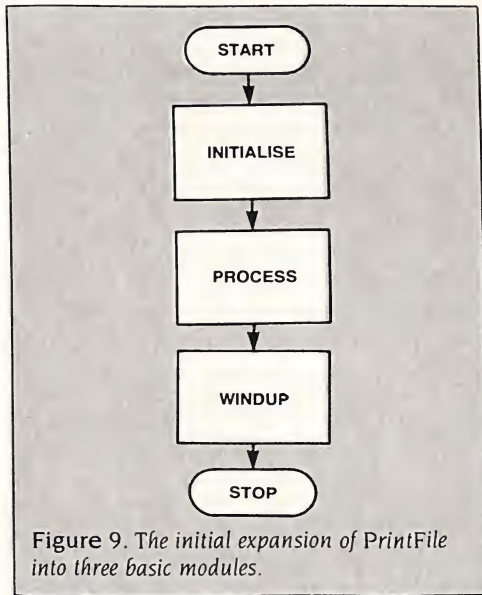 START
INITIALISE
PROCESS
WINDUP
STOP
Figure 9. The initial expansion of PrintFile
into three basic modules.